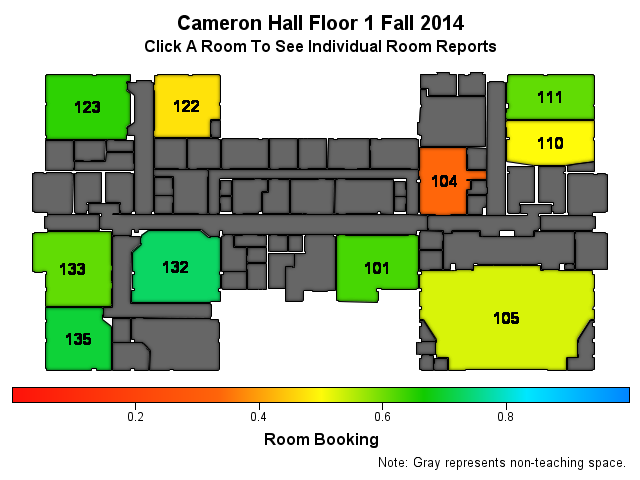 Cameron Hall Floor 1 Fall 2014
Click A Room To See Individual Room Reports
123
122
111
110
104
133
132
101
135
105
0.2 0.4 0.6 0.8
Room Booking
Note: Gray represents non-teaching space.